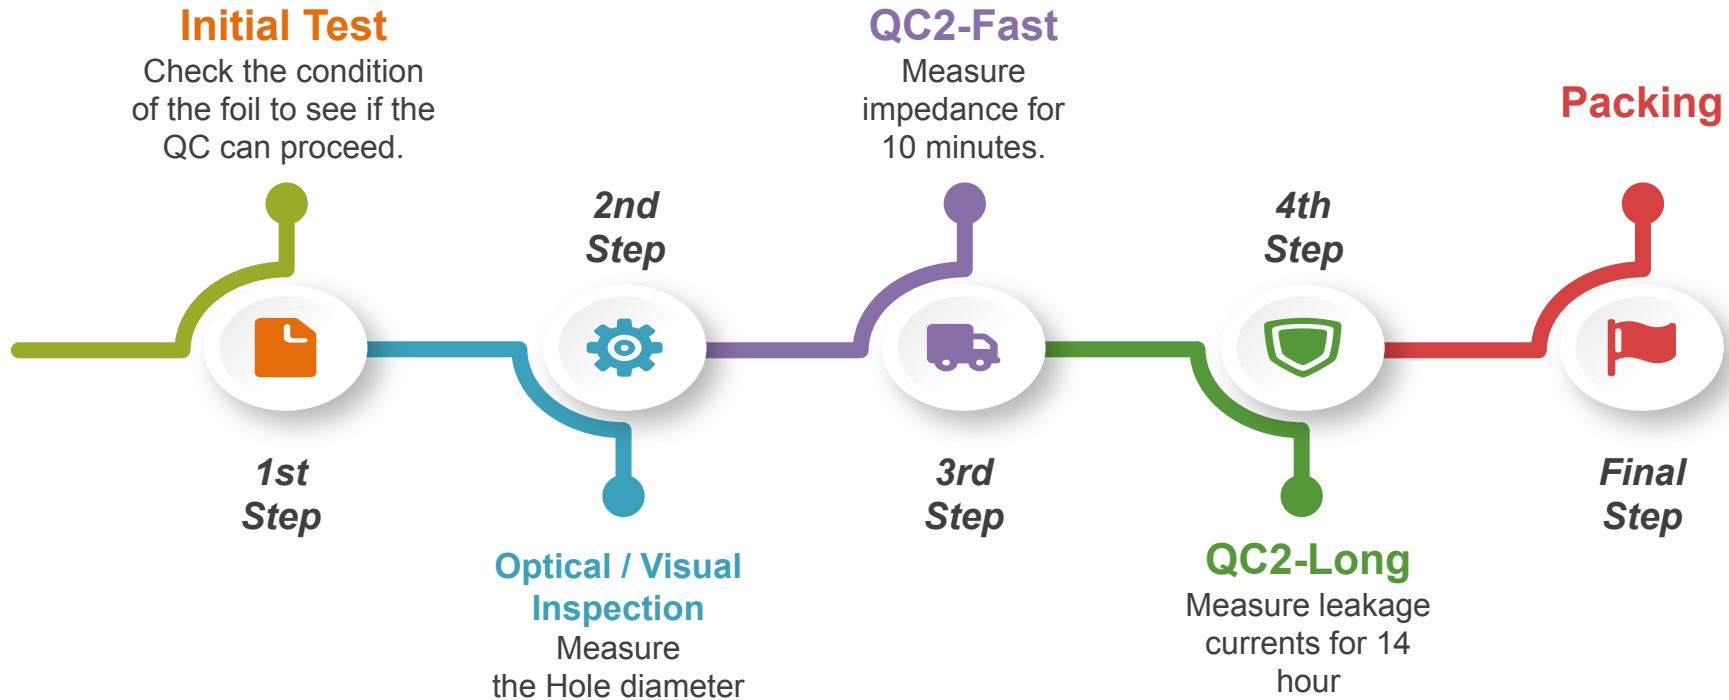 Initial Test
Check the condition
of the foil to see if the
QC can proceed.
1st
Step
2nd
Step
Optical / Visual
Inspection
Measure
the Hole diameter
QC2-Fast
Measure
impedance for
10 minutes.
3rd
Step
4th
Step
QC2-Long
Measure leakage
currents for 14
hour
Packing
Final
Step